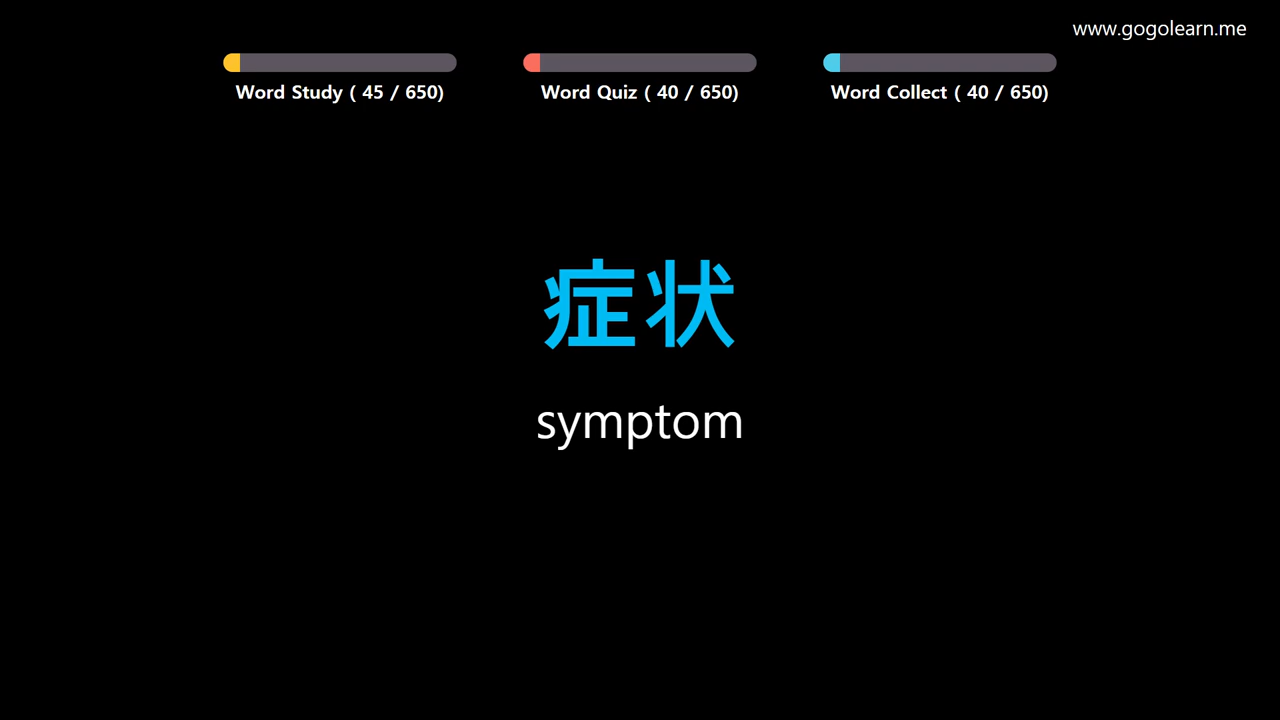 www.gogolearn.me
Word Study ( 45 / 650)
Word Quiz ( 40 / 650)
Word Collect ( 40 / 650)
症状
symptom